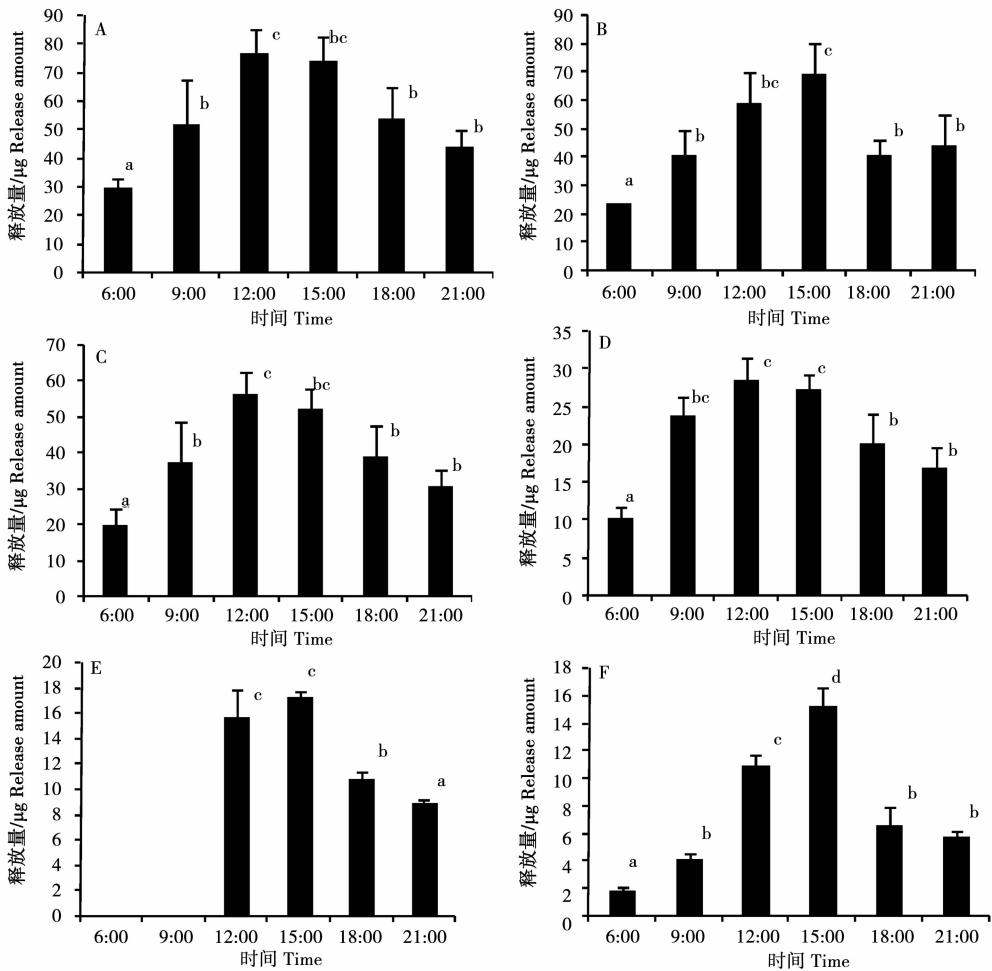 A
释放量/μg Release amount
90
80
70
60
50
40
30
20
10
0
a
b
c
bc
b
b
6:00 9:00 12:00 15:00 18:00 21:00
时间 Time
B
释放量/μg Release amount
90
80
70
60
50
40
30
20
10
0
a
b
bc
c
b
b
6:00 9:00 12:00 15:00 18:00 21:00
时间 Time
C
释放量/μg Release amount
70
60
50
40
30
20
10
0
a
b
c
bc
b
b
6:00 9:00 12:00 15:00 18:00 21:00
时间 Time
D
释放量/μg Release amount
35
30
25
20
15
10
5
0
a
bc
c
c
b
b
6:00 9:00 12:00 15:00 18:00 21:00
时间 Time
E
释放量/μg Release amount
20
18
16
14
12
10
8
6
4
2
0
c
c
b
a
6:00 9:00 12:00 15:00 18:00 21:00
时间 Time
F
释放量/μg Release amount
18
16
14
12
10
8
6
4
2
0
a
b
c
d
b
b
6:00 9:00 12:00 15:00 18:00 21:00
时间 Time